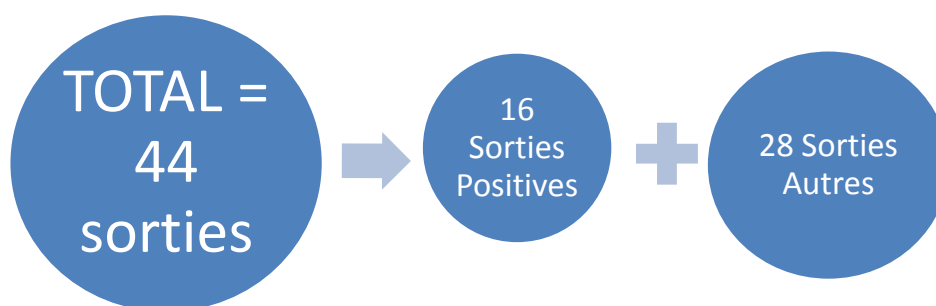 TOTAL =
44
sorties
16
Sorties
Positives
28 Sorties
Autres